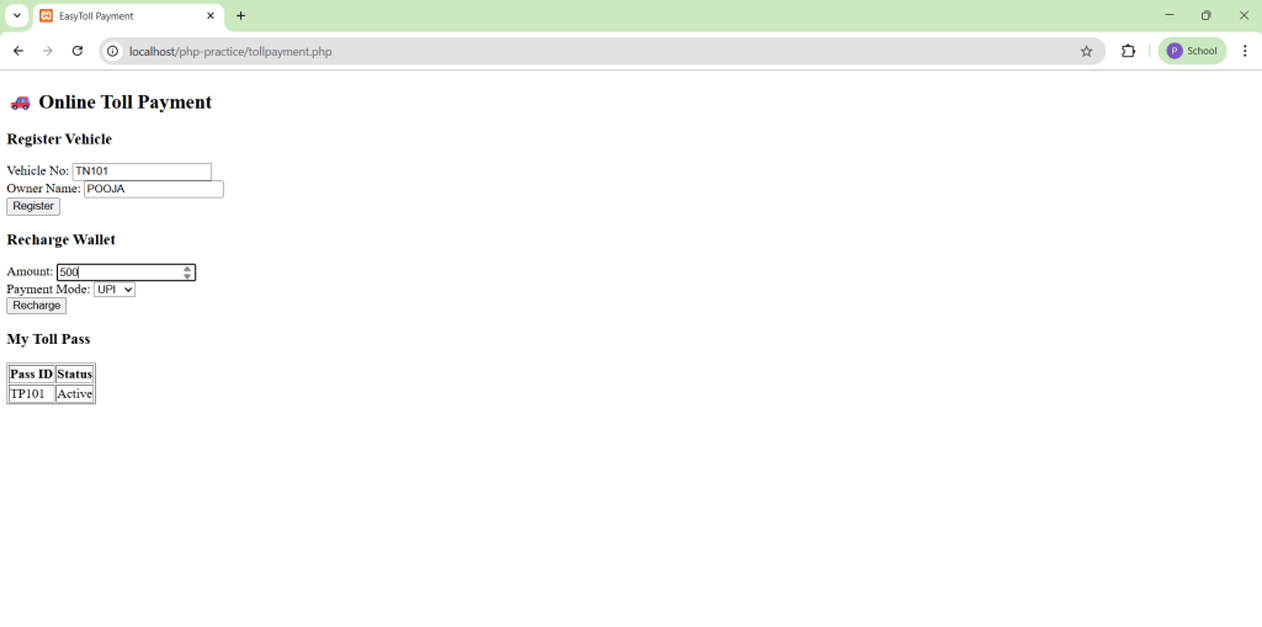 EasyToll Payment
localhost/php-practice/tollpayment.php
P School
Online Toll Payment
Register Vehicle
Vehicle No: TN101
Owner Name: POOJA
Register
Recharge Wallet
Amount: 500
Payment Mode: UPI
Recharge
My Toll Pass
Pass ID Status
TP101 Active